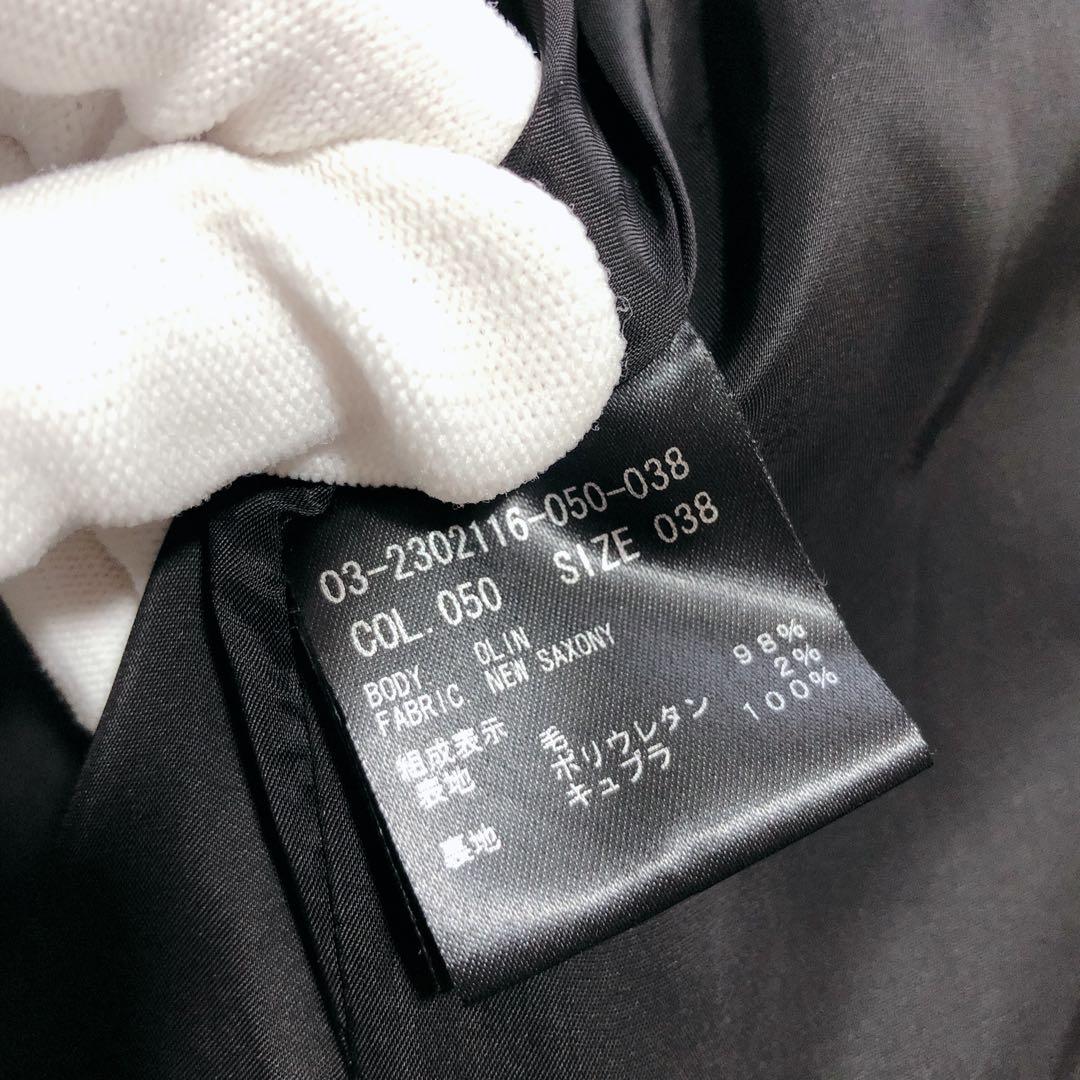 03-2302116-050-038
COL. 050 SIZE 038
BODY OLIN
FABRIC NEW SAXONY
組成表示
表地 毛 98%
ポリウレタン 2%
裏地 キュプラ 100%